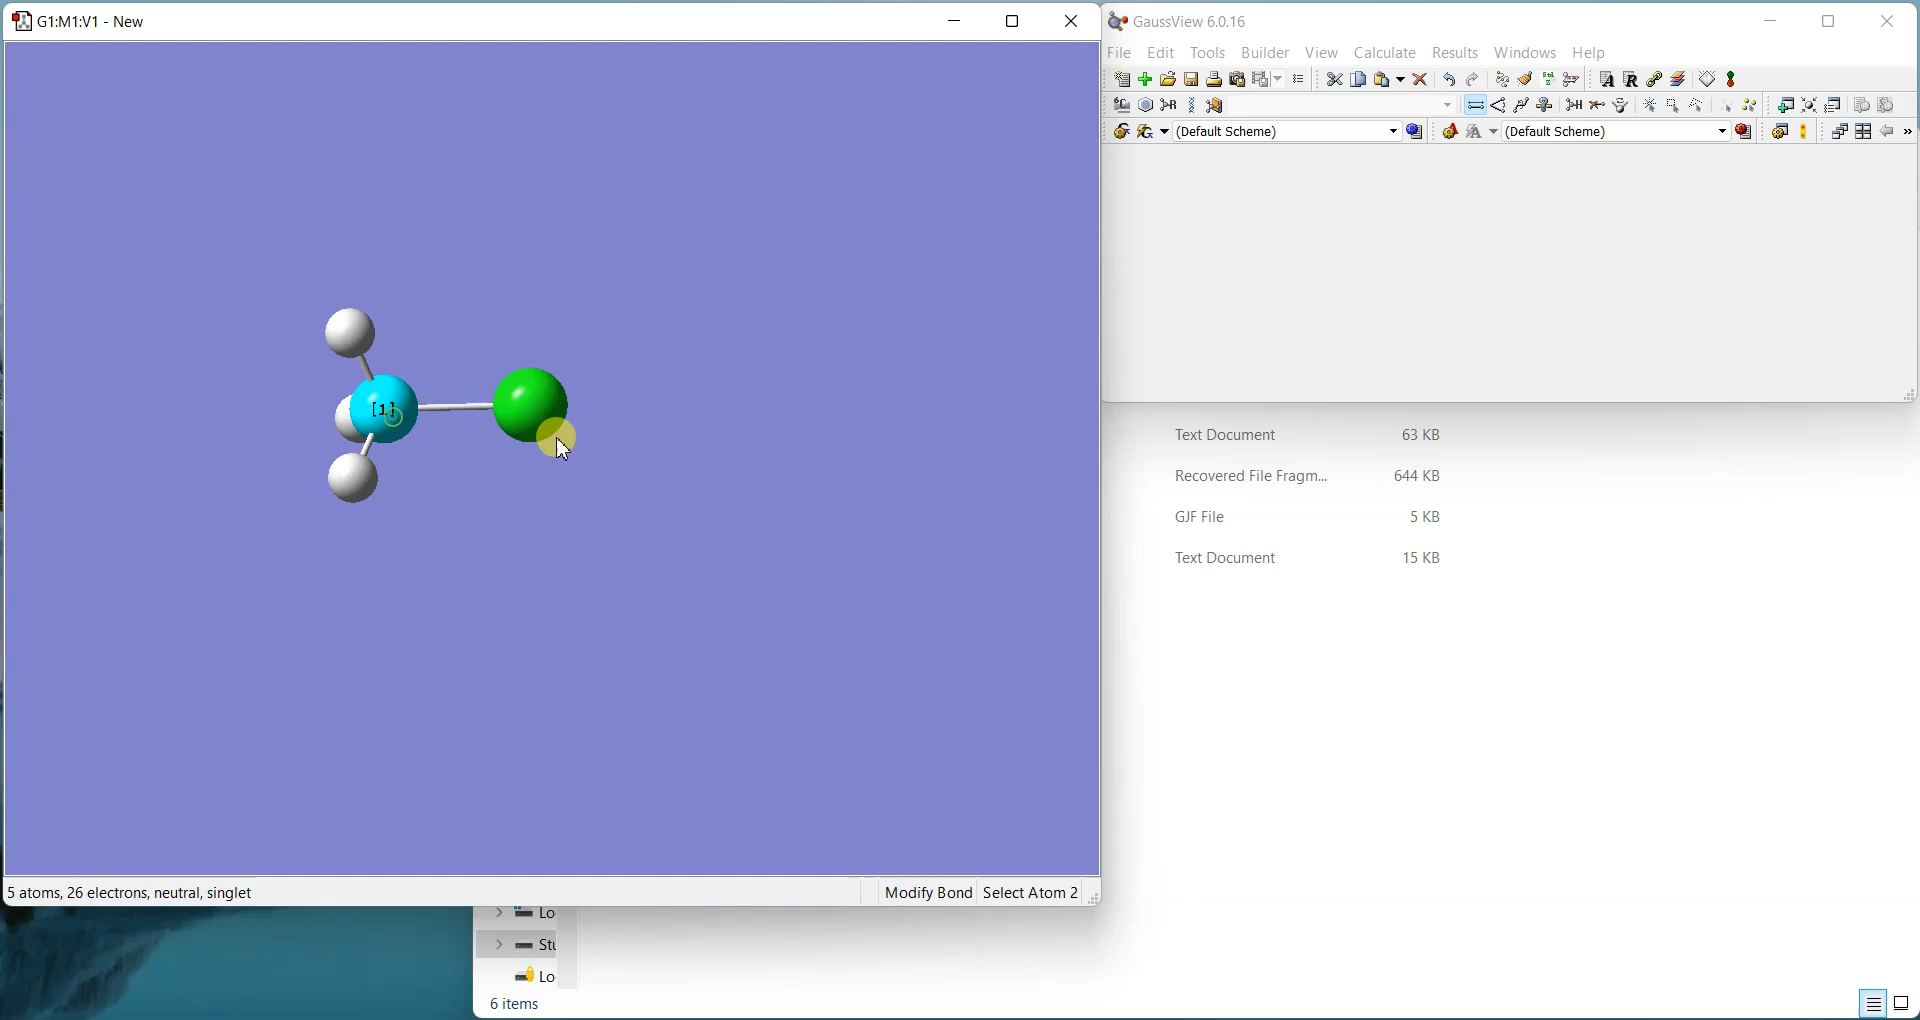 G1:M1:V1 - New
GaussView 6.0.16
File Edit Tools Builder View Calculate Results Windows Help
(Default Scheme) (Default Scheme)
[1]
Text Document 63 KB
Recovered File Fragm... 644 KB
GJF File 5 KB
Text Document 15 KB
5 atoms, 26 electrons, neutral, singlet Modify Bond Select Atom 2
Lo
Stu
Lo
6 items